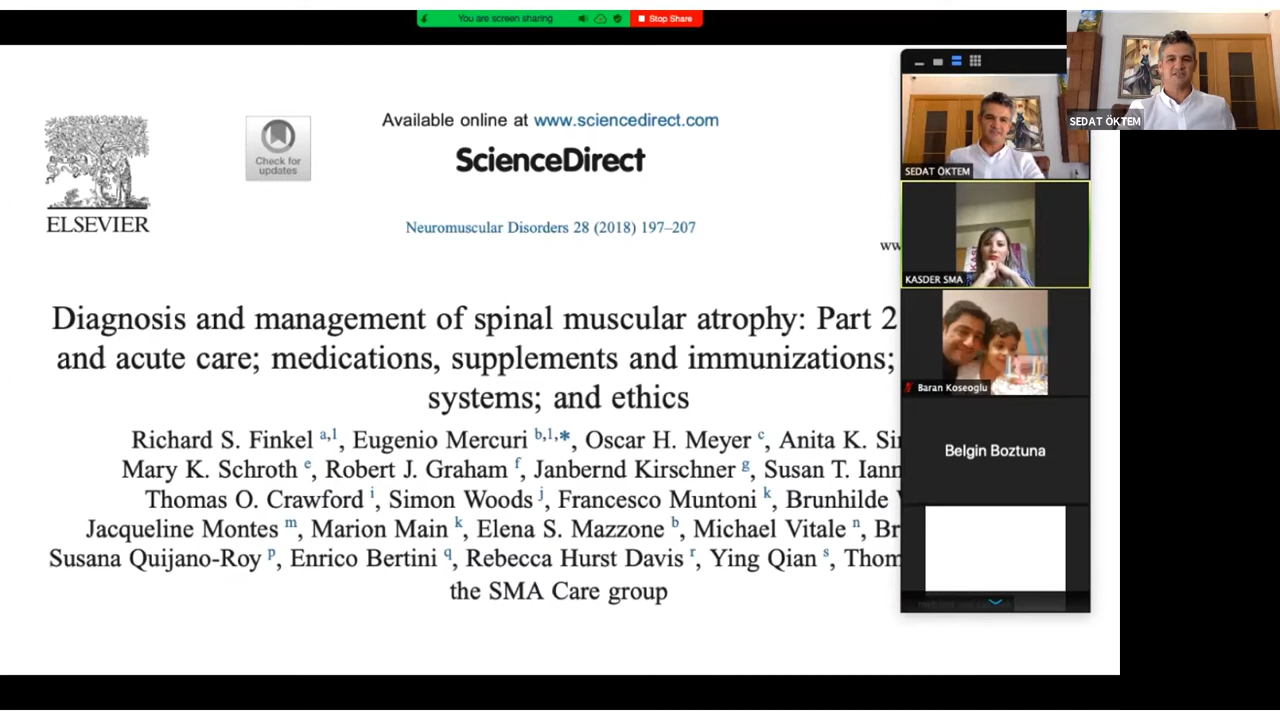 You are screen sharing
Stop Share
SEDAT ÖKTEM
ELSEVIER
Check for
updates
Available online at www.sciencedirect.com
ScienceDirect
Neuromuscular Disorders 28 (2018) 197–207
ww
Diagnosis and management of spinal muscular atrophy: Part 2
and acute care; medications, supplements and immunizations;
systems; and ethics
Richard S. Finkel a,1, Eugenio Mercuri b,1,*, Oscar H. Meyer c, Anita K. Si
Mary K. Schroth e, Robert J. Graham f, Janbernd Kirschner g, Susan T. Iann
Thomas O. Crawford i, Simon Woods j, Francesco Muntoni k, Brunhilde
Jacqueline Montes m, Marion Main k, Elena S. Mazzone b, Michael Vitale n, Br
Susana Quijano-Roy p, Enrico Bertini q, Rebecca Hurst Davis r, Ying Qian s, Thom
the SMA Care group
SEDAT ÖKTEM
KASDER SMA
Baran Koseoglu
Belgin Boztuna